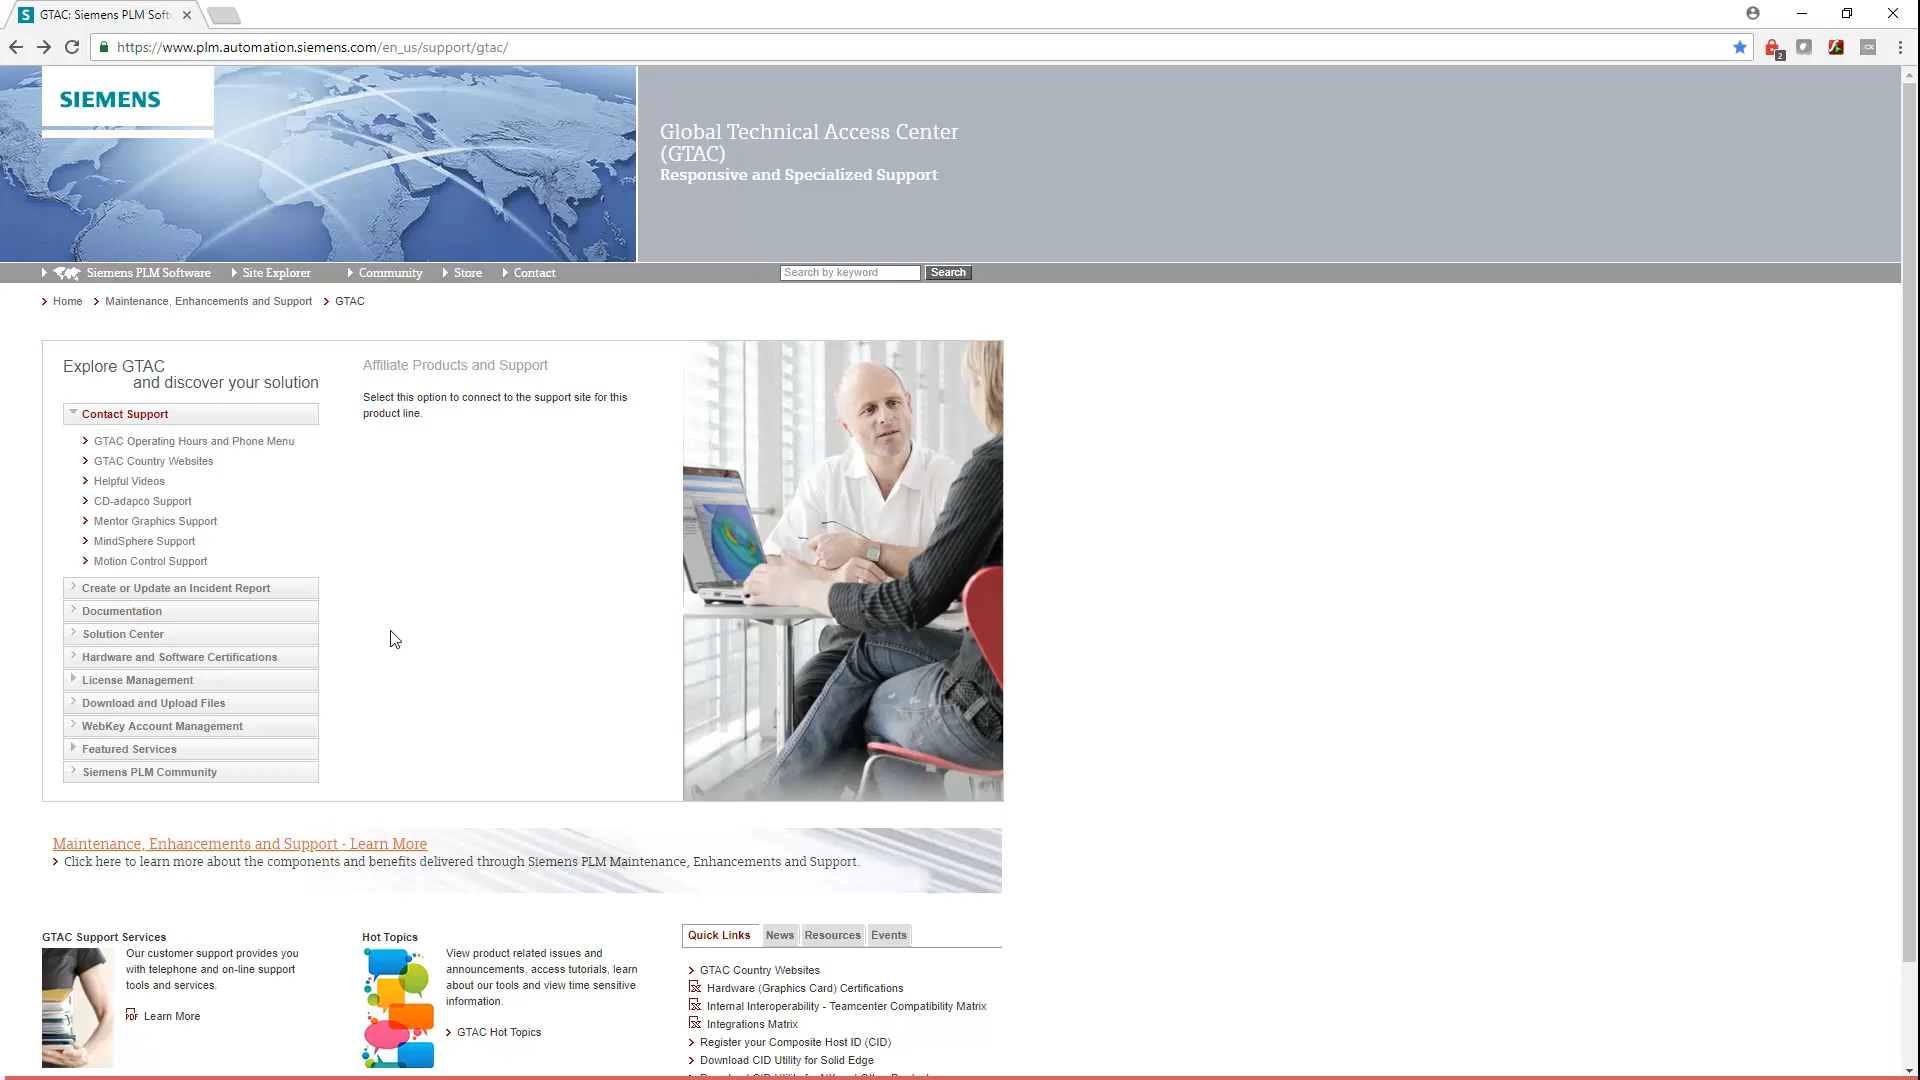 GTAC: Siemens PLM Soft
https://www.plm.automation.siemens.com/en_us/support/gtac/
2
SIEMENS
Global Technical Access Center
(GTAC)
Responsive and Specialized Support
Siemens PLM Software
Site Explorer
Community
Store
Contact
Search by keyword
Search
Home
Maintenance, Enhancements and Support
GTAC
Explore GTAC
and discover your solution
Contact Support
GTAC Operating Hours and Phone Menu
GTAC Country Websites
Helpful Videos
CD-adapco Support
Mentor Graphics Support
MindSphere Support
Motion Control Support
Create or Update an Incident Report
Documentation
Solution Center
Hardware and Software Certifications
License Management
Download and Upload Files
WebKey Account Management
Featured Services
Siemens PLM Community
Affiliate Products and Support
Select this option to connect to the support site for this
product line.
Maintenance, Enhancements and Support - Learn More
Click here to learn more about the components and benefits delivered through Siemens PLM Maintenance, Enhancements and Support.
GTAC Support Services
Our customer support provides you
with telephone and on-line support
tools and services.
PDF Learn More
Hot Topics
View product related issues and
announcements, access tutorials, learn
about our tools and view time sensitive
information.
GTAC Hot Topics
Quick Links
News
Resources
Events
GTAC Country Websites
Hardware (Graphics Card) Certifications
Internal Interoperability - Teamcenter Compatibility Matrix
Integrations Matrix
Register your Composite Host ID (CID)
Download CID Utility for Solid Edge